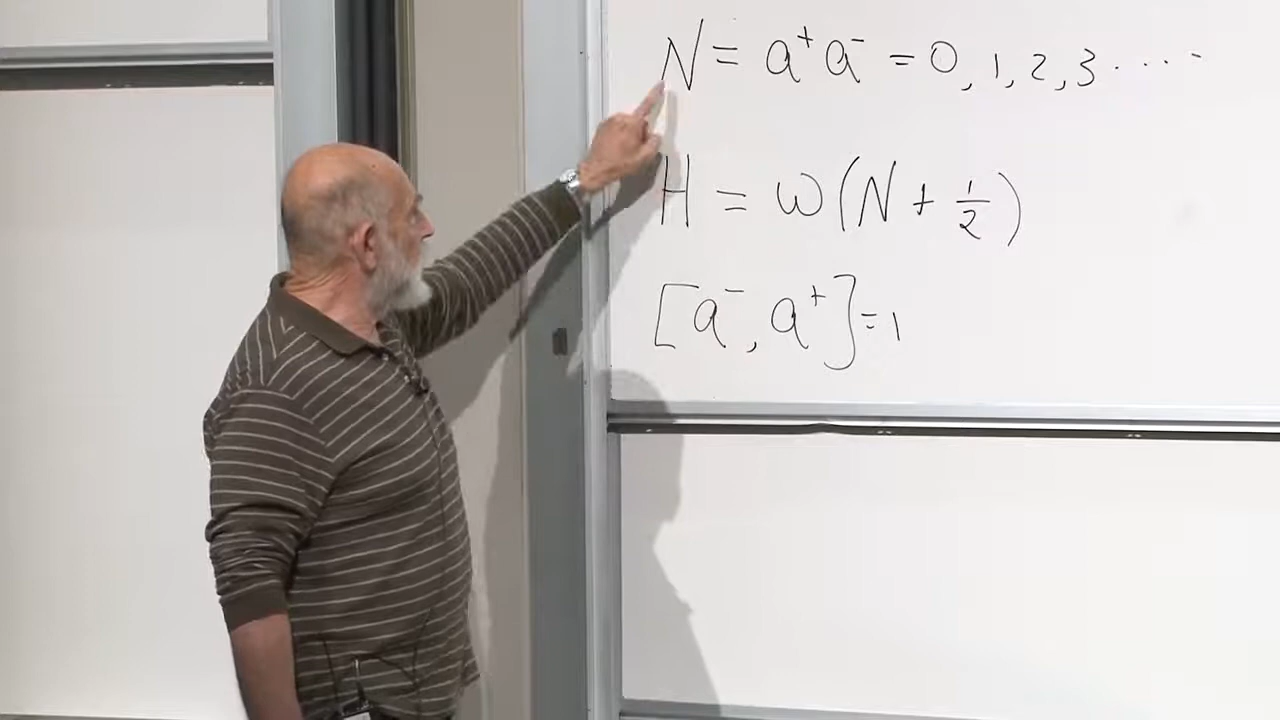 N = a⁺ a⁻ = 0, 1, 2, 3 . . . . -
H = ω(N + 1/2)
[a⁻, a⁺] = 1